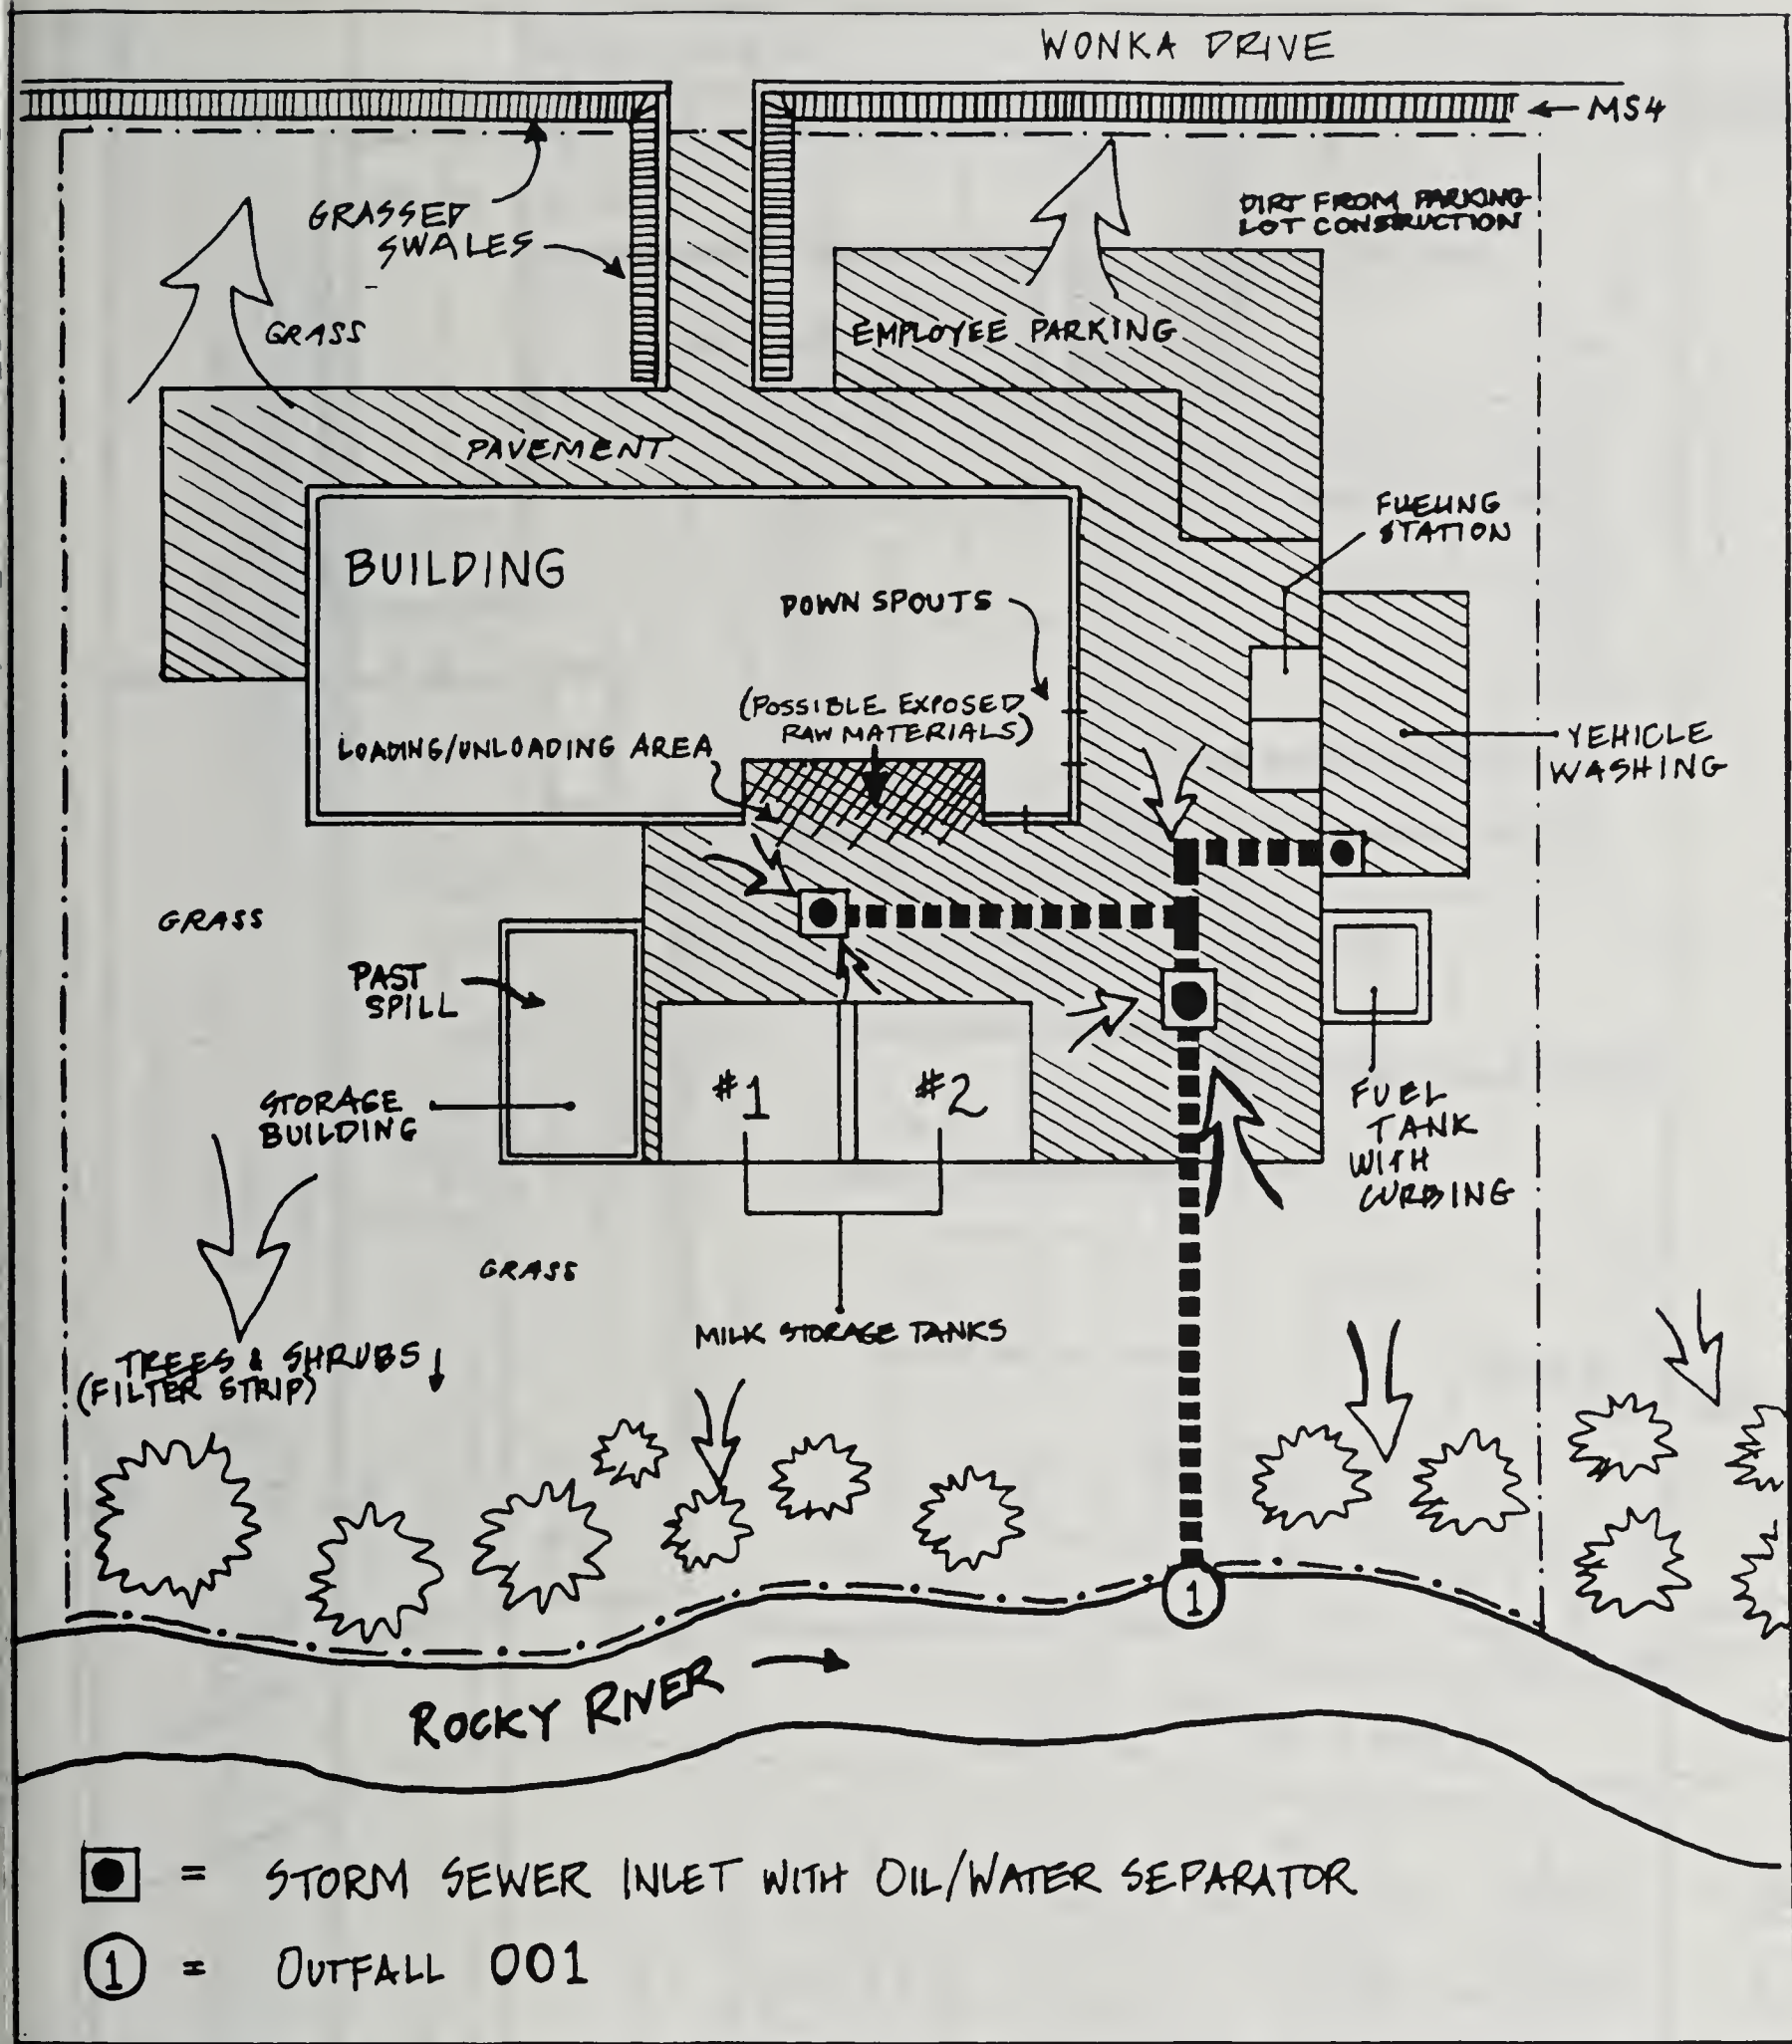 WONKA DRIVE
MS4
GRASSED
SWALES
DIRT FROM PARKING
LOT CONSTRUCTION
GRASS
EMPLOYEE PARKING
PAVEMENT
FUELING
STATION
BUILDING
DOWN SPOUTS
(POSSIBLE EXPOSED
RAW MATERIALS)
LOADING/UNLOADING AREA
VEHICLE
WASHING
GRASS
PAST
SPILL
STORAGE
BUILDING
#1
#2
FUEL
TANK
WITH
CURBING
GRASS
MILK STORAGE TANKS
TREES & SHRUBS
(FILTER STRIP)
1
ROCKY RIVER
= STORM SEWER INLET WITH OIL/WATER SEPARATOR
1 = OUTFALL 001